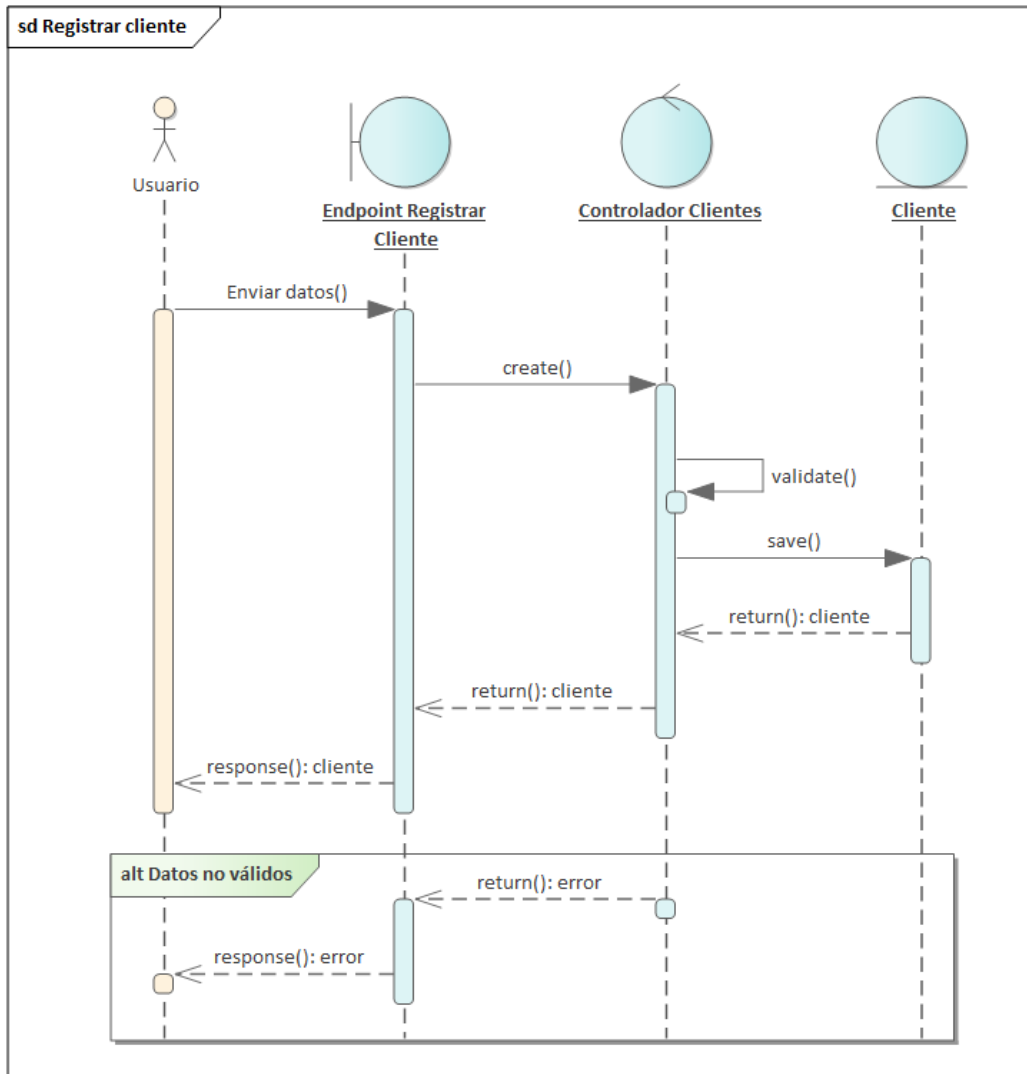 sd Registrar cliente
Usuario
Endpoint Registrar
Cliente
Controlador Clientes
Cliente
Enviar datos()
create()
validate()
save()
return(): cliente
return(): cliente
response(): cliente
alt Datos no válidos
return(): error
response(): error